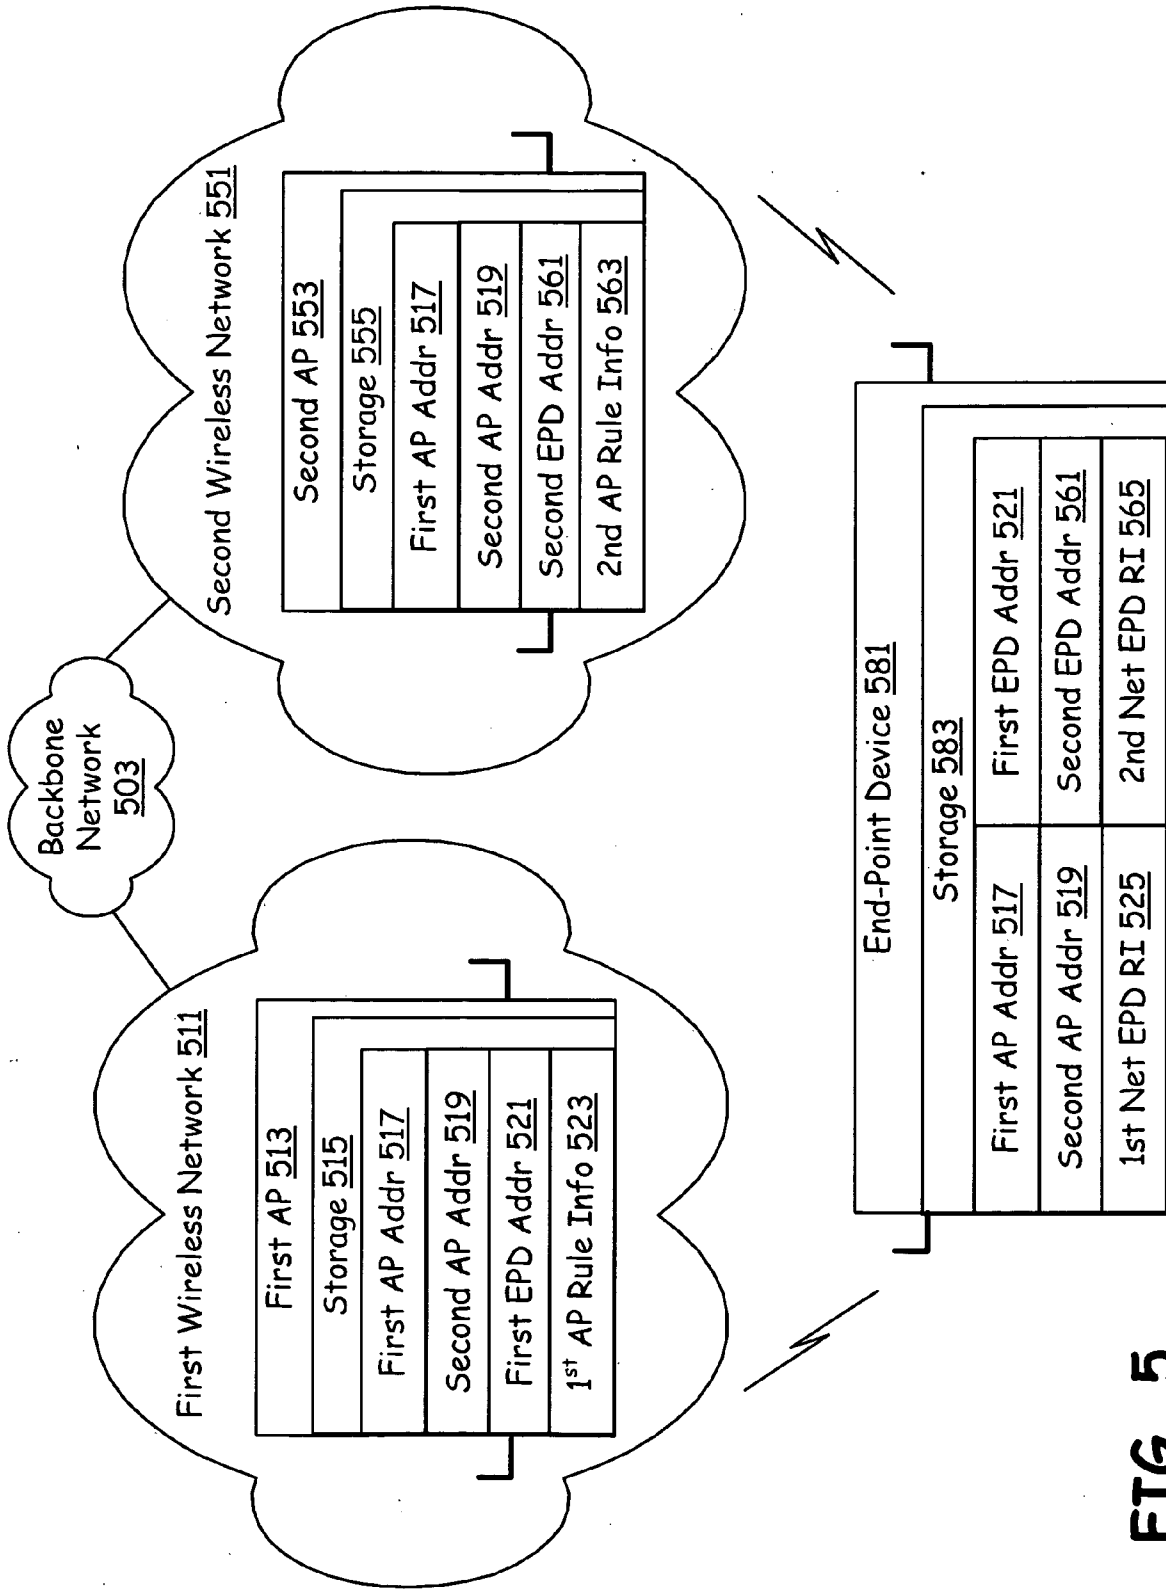 Backbone
Network
503
First Wireless Network 511
First AP 513
Storage 515
First AP Addr 517
Second AP Addr 519
First EPD Addr 521
1st AP Rule Info 523
Second Wireless Network 551
Second AP 553
Storage 555
First AP Addr 517
Second AP Addr 519
Second EPD Addr 561
2nd AP Rule Info 563
End-Point Device 581
Storage 583
First AP Addr 517
First EPD Addr 521
Second AP Addr 519
Second EPD Addr 561
1st Net EPD RI 525
2nd Net EPD RI 565
FIG 5